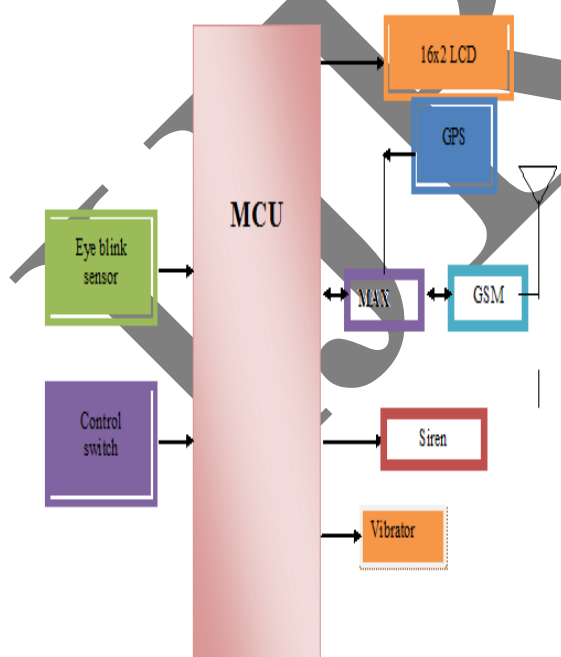 16x2 LCD
GPS
MCU
Eye blink
sensor
MAX
GSM
Control
switch
Siren
Vibrator